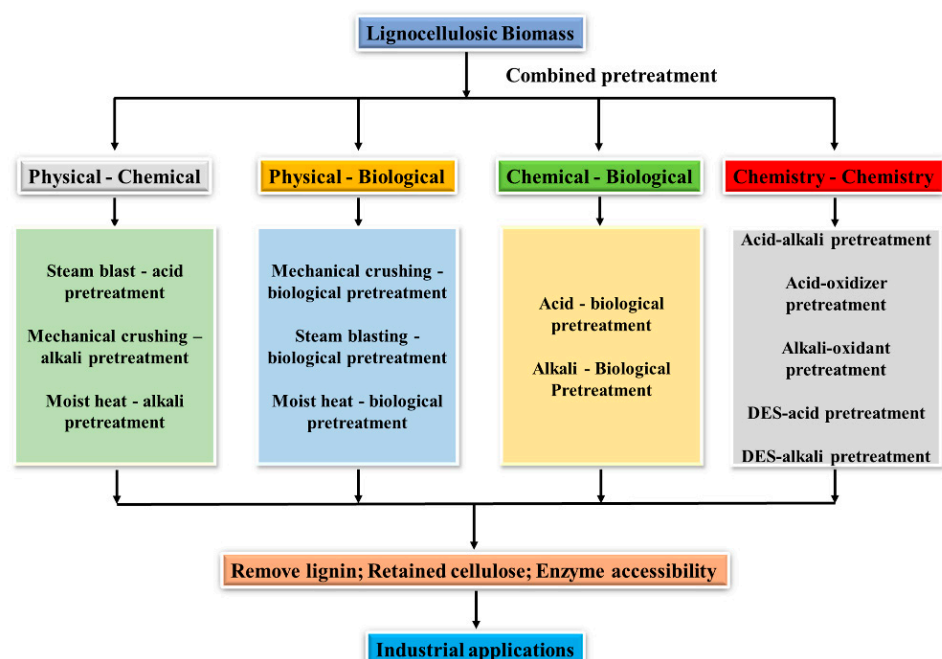 Lignocellulosic Biomass
Combined pretreatment
Physical - Chemical
Physical - Biological
Chemical - Biological
Chemistry - Chemistry
Steam blast - acid
pretreatment
Mechanical crushing –
alkali pretreatment
Moist heat - alkali
pretreatment
Mechanical crushing -
biological pretreatment
Steam blasting -
biological pretreatment
Moist heat - biological
pretreatment
Acid - biological
pretreatment
Alkali - Biological
Pretreatment
Acid-alkali pretreatment
Acid-oxidizer
pretreatment
Alkali-oxidant
pretreatment
DES-acid pretreatment
DES-alkali pretreatment
Remove lignin; Retained cellulose; Enzyme accessibility
Industrial applications